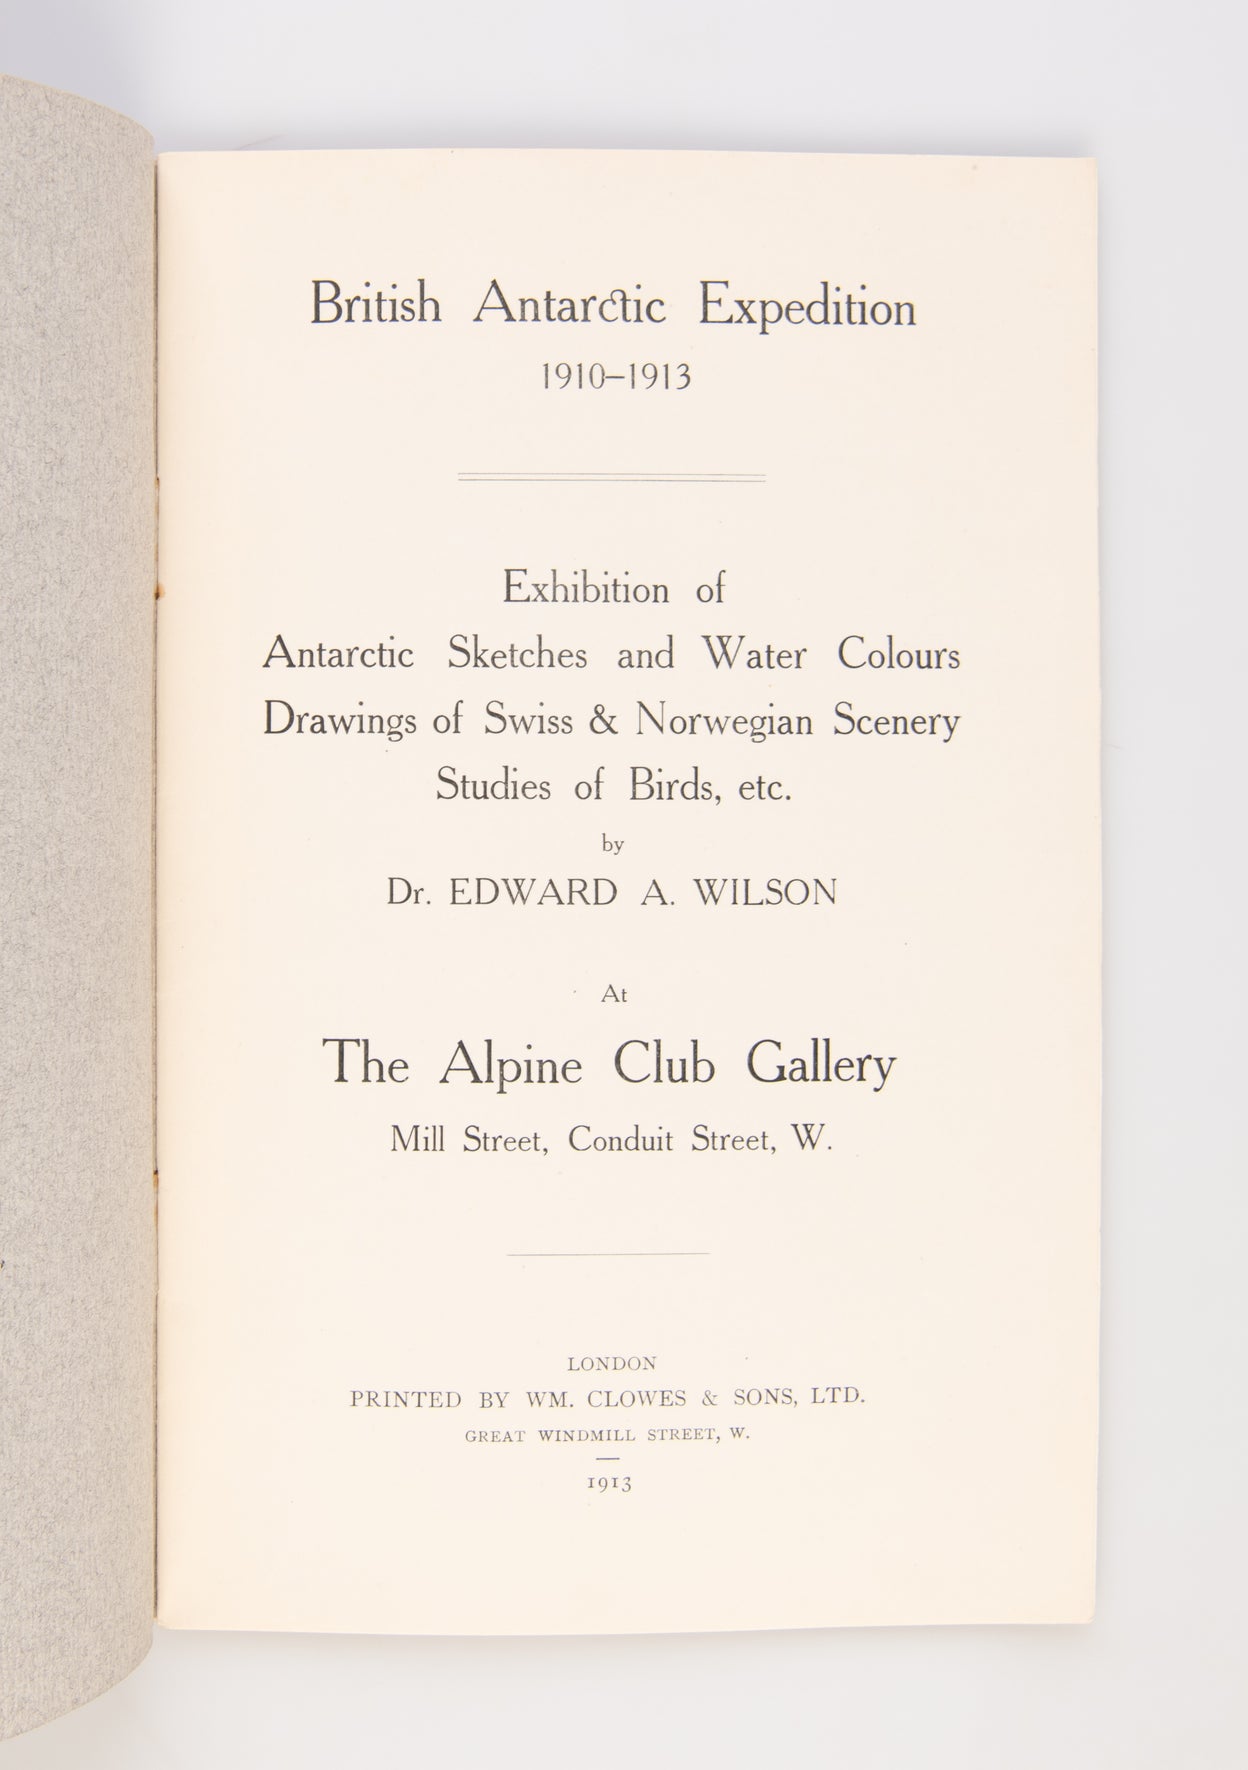 British Antarctic Expedition
1910–1913
Exhibition of
Antarctic Sketches and Water Colours
Drawings of Swiss & Norwegian Scenery
Studies of Birds, etc.
by
Dr. EDWARD A. WILSON
At
The Alpine Club Gallery
Mill Street, Conduit Street, W.
LONDON
PRINTED BY WM. CLOWES & SONS, LTD.
GREAT WINDMILL STREET, W.
1913